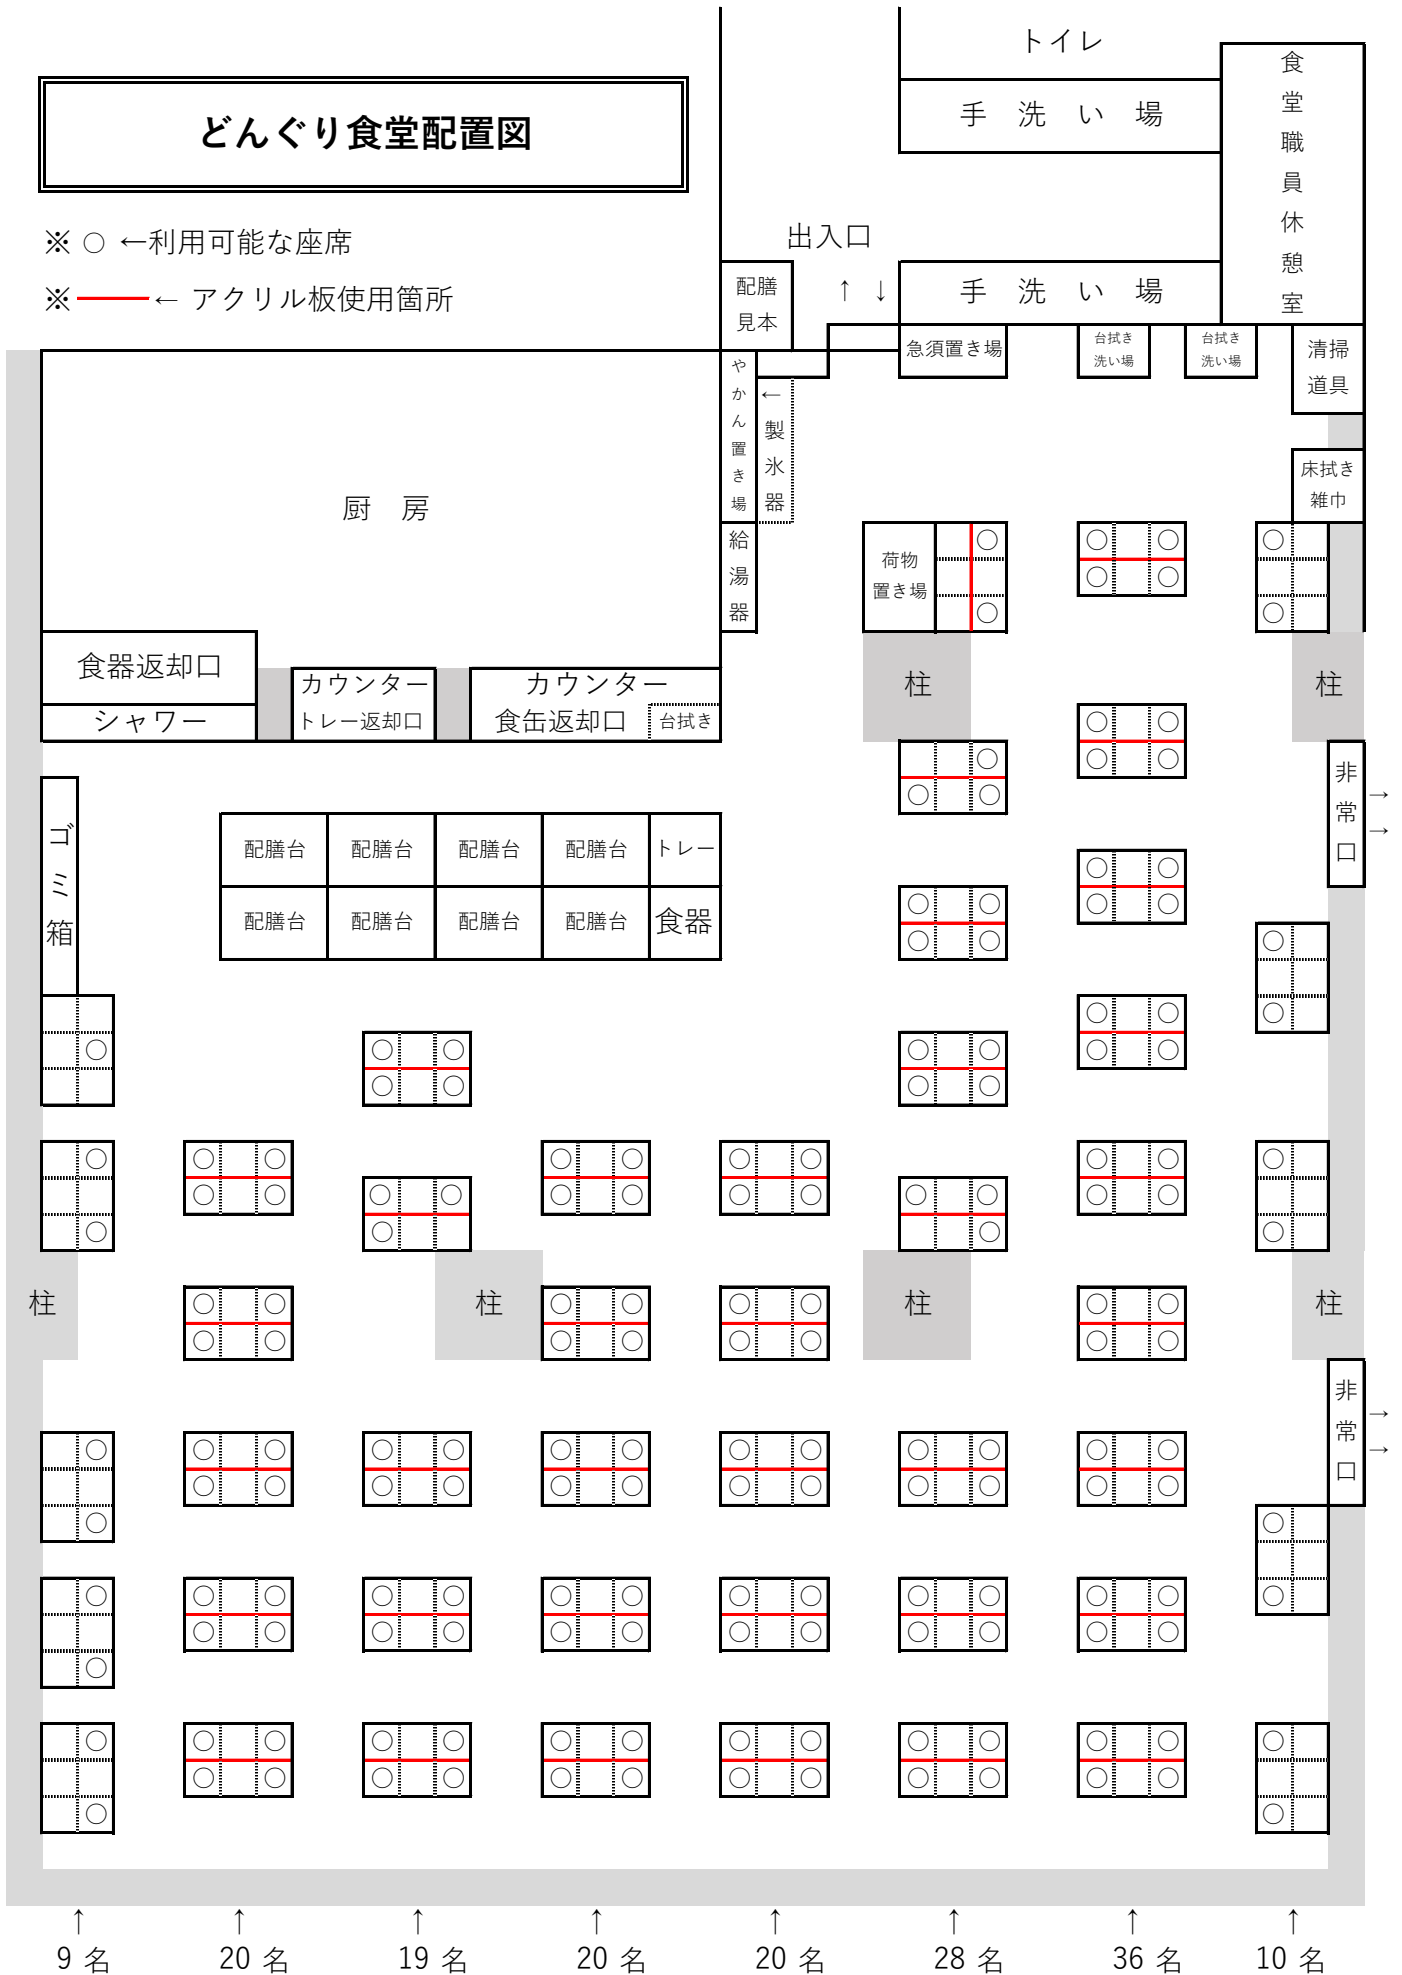 どんぐり食堂配置図
※ ○ ←利用可能な座席
※ ← アクリル板使用箇所
トイレ
手 洗 い 場
食堂職員休憩室
出入口
↑ ↓
手 洗 い 場
配膳
見本
急須置き場
台拭き
洗い場
台拭き
洗い場
清掃
道具
やかん置き場
←製氷器
床拭き
雑巾
厨 房
給湯器
荷物
置き場
食器返却口
シャワー
カウンター
トレー返却口
カウンター
食缶返却口
台拭き
柱
柱
非常口
→
→
ゴミ箱
配膳台
配膳台
配膳台
配膳台
トレー
配膳台
配膳台
配膳台
配膳台
食器
柱
柱
柱
柱
非常口
→
→
↑ ↑ ↑ ↑ ↑ ↑ ↑ ↑
9 名 20 名 19 名 20 名 20 名 28 名 36 名 10 名